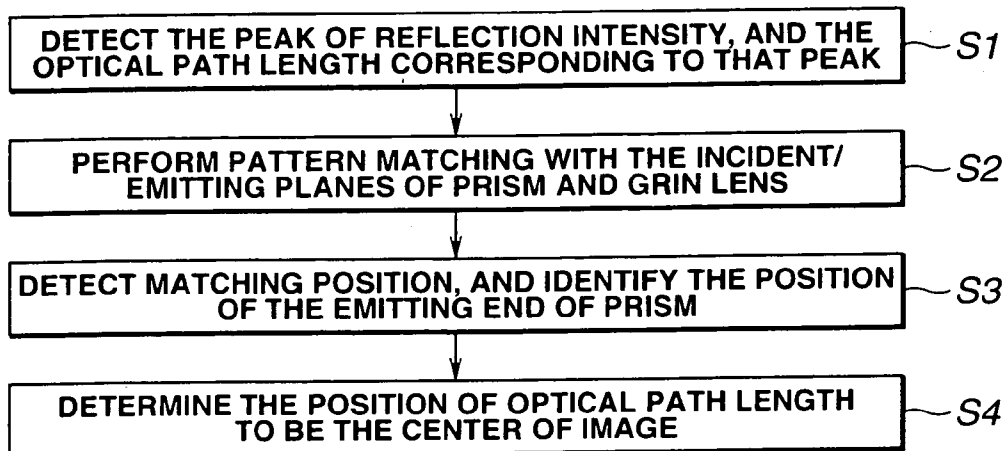 DETECT THE PEAK OF REFLECTION INTENSITY, AND THE
OPTICAL PATH LENGTH CORRESPONDING TO THAT PEAK
S1
PERFORM PATTERN MATCHING WITH THE INCIDENT/
EMITTING PLANES OF PRISM AND GRIN LENS
S2
DETECT MATCHING POSITION, AND IDENTIFY THE POSITION
OF THE EMITTING END OF PRISM
S3
DETERMINE THE POSITION OF OPTICAL PATH LENGTH
TO BE THE CENTER OF IMAGE
S4